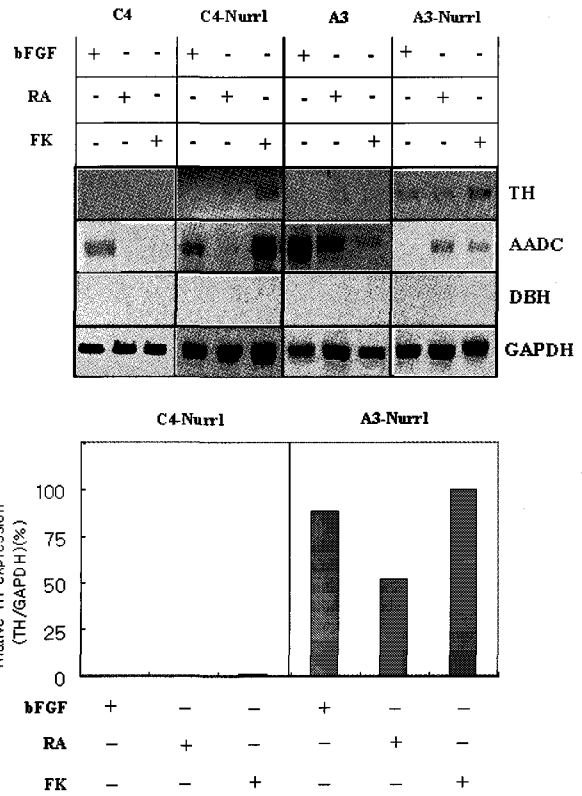 C4 C4-Nurr1 A3 A3-Nurr1
bFGF + - - + - - + - - + - -
RA - + - - + - - + - - + -
FK - - + - - + - - + - - +
TH
AADC
DBH
GAPDH
C4-Nurr1 A3-Nurr1
(TH/GAPDH)(%)
100
75
50
25
0
bFGF + - - + - -
RA - + - - + -
FK - - + - - +